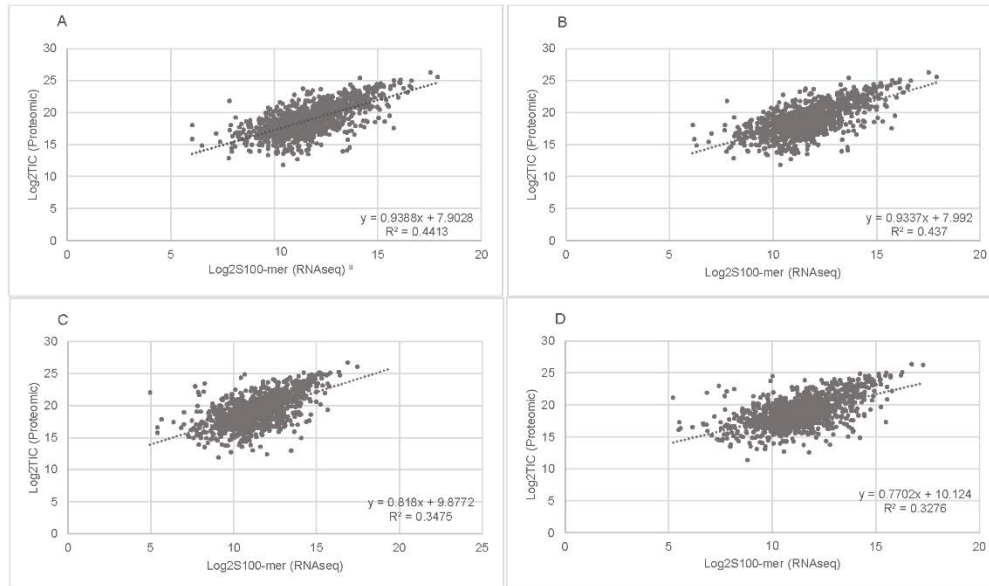 A
30
25
20
15
10
5
0
0 5 10 15 20
Log2TIC (Proteomic)
y = 0.9388x + 7.9028
R² = 0.4413
Log2S100-mer (RNAseq)
B
30
25
20
15
10
5
0
0 5 10 15 20
Log2TIC (Proteomic)
y = 0.9337x + 7.992
R² = 0.437
Log2S100-mer (RNAseq)
C
30
25
20
15
10
5
0
0 5 10 15 20 25
Log2TIC (Proteomic)
y = 0.818x + 9.8772
R² = 0.3475
Log2S100-mer (RNAseq)
D
30
25
20
15
10
5
0
0 5 10 15 20
Log2TIC (Proteomic)
y = 0.7702x + 10.124
R² = 0.3276
Log2S100-mer (RNAseq)